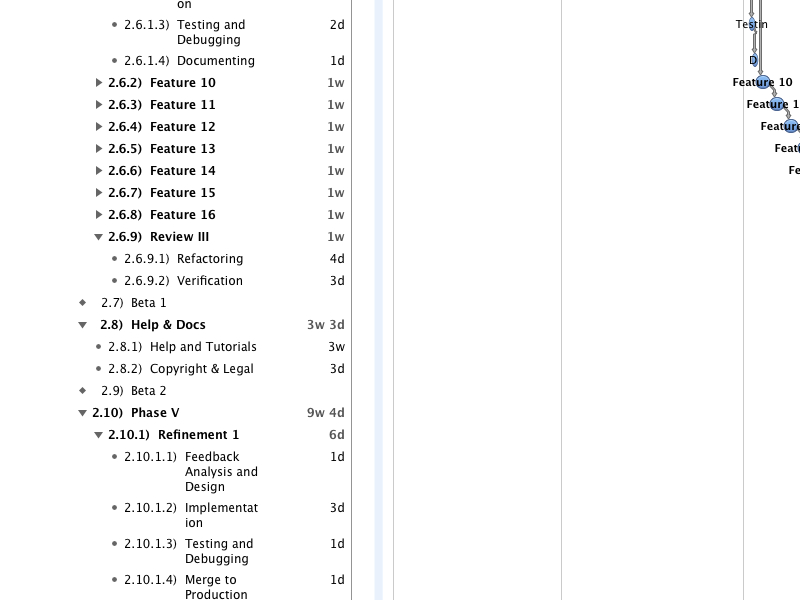 on
2.6.1.3) Testing and 2d Testin
Debugging
2.6.1.4) Documenting 1d D
2.6.2) Feature 10 1w Feature 10
2.6.3) Feature 11 1w Feature 1
2.6.4) Feature 12 1w Feature
2.6.5) Feature 13 1w Feat
2.6.6) Feature 14 1w Fe
2.6.7) Feature 15 1w
2.6.8) Feature 16 1w
2.6.9) Review III 1w
2.6.9.1) Refactoring 4d
2.6.9.2) Verification 3d
2.7) Beta 1
2.8) Help & Docs 3w 3d
2.8.1) Help and Tutorials 3w
2.8.2) Copyright & Legal 3d
2.9) Beta 2
2.10) Phase V 9w 4d
2.10.1) Refinement 1 6d
2.10.1.1) Feedback 1d
Analysis and
Design
2.10.1.2) Implementat 3d
ion
2.10.1.3) Testing and 1d
Debugging
2.10.1.4) Merge to 1d
Production